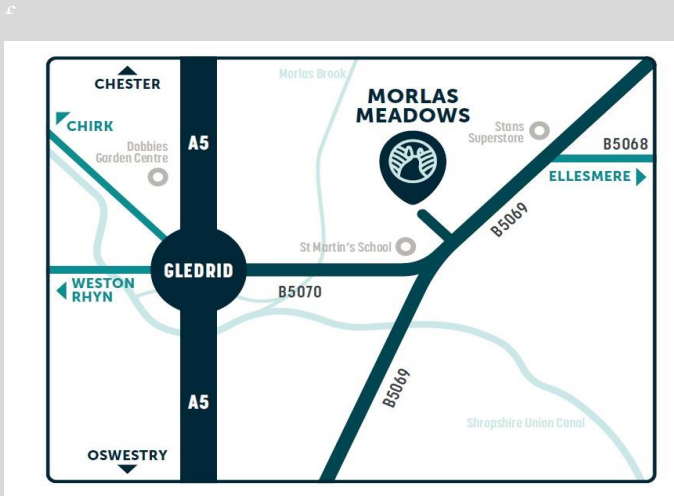 £
CHESTER
Morlas Brook
MORLAS
MEADOWS
CHIRK
A5
Stans
Superstore
B5068
Dobbies
Garden Centre
ELLESMERE
B5069
St Martin's School
GLEDRID
WESTON
RHYN
B5070
B5069
A5
Shropshire Union Canal
OSWESTRY